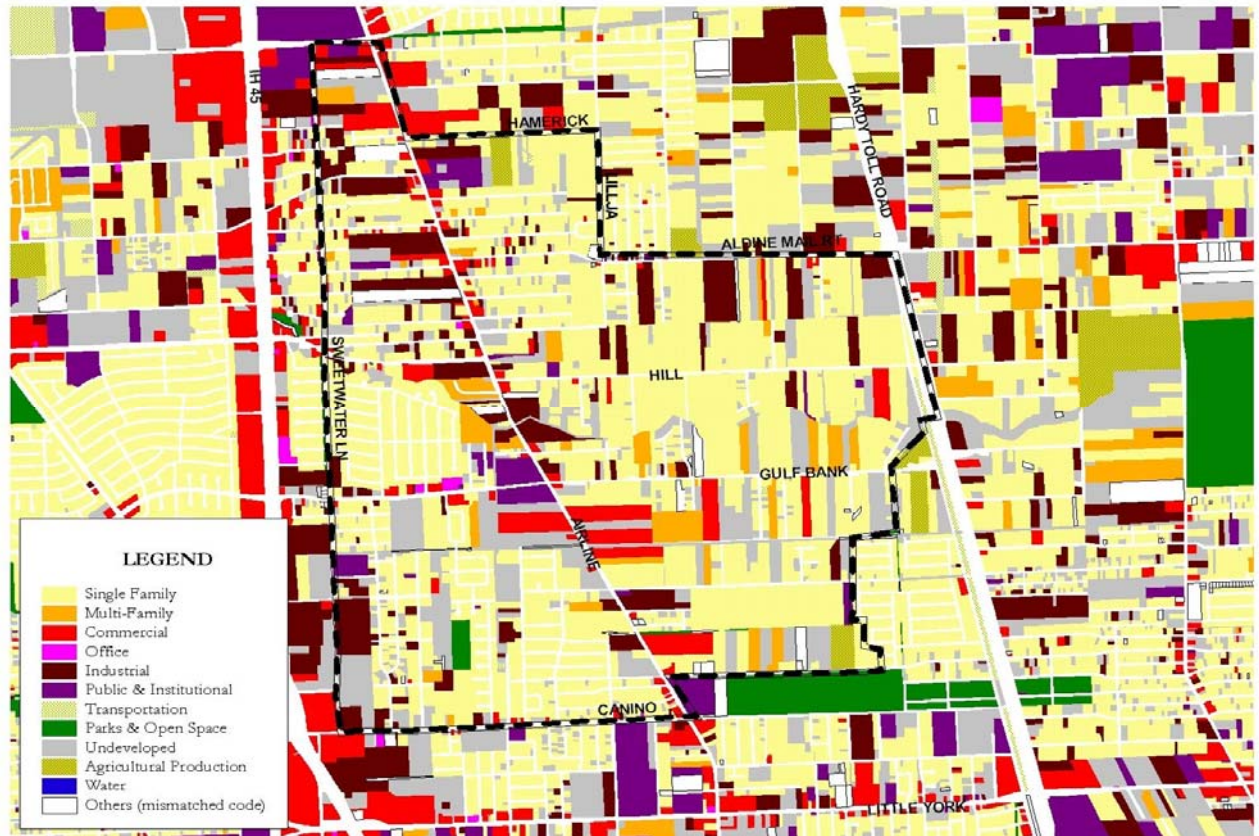 IH 45
HAMERICK
HARDY TOLL ROAD
LILLJA
ALDINE MAIL RT
SWEETWATER LN
HILL
GULF BANK
AIRLINE
CANINO
LITTLE YORK
LEGEND
Single Family
Multi-Family
Commercial
Office
Industrial
Public & Institutional
Transportation
Parks & Open Space
Undeveloped
Agricultural Production
Water
Others (mismatched code)